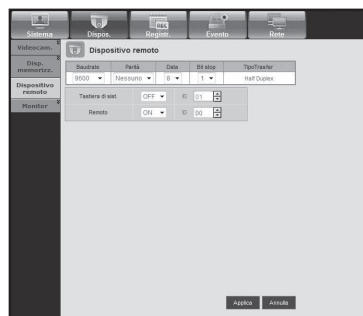 Sistema Dispos. Registr. Evento Rete
REC
Videocam.
Disp. memorizz.
Dispositivo remoto
Monitor
Dispositivo remoto
Baudrate Parità Data Bit stop TipoTrasfer
9600 Nessuno 8 1 Half Duplex
Tastiera di sist. OFF ID 01
Remoto ON ID 00
Applica Annulla